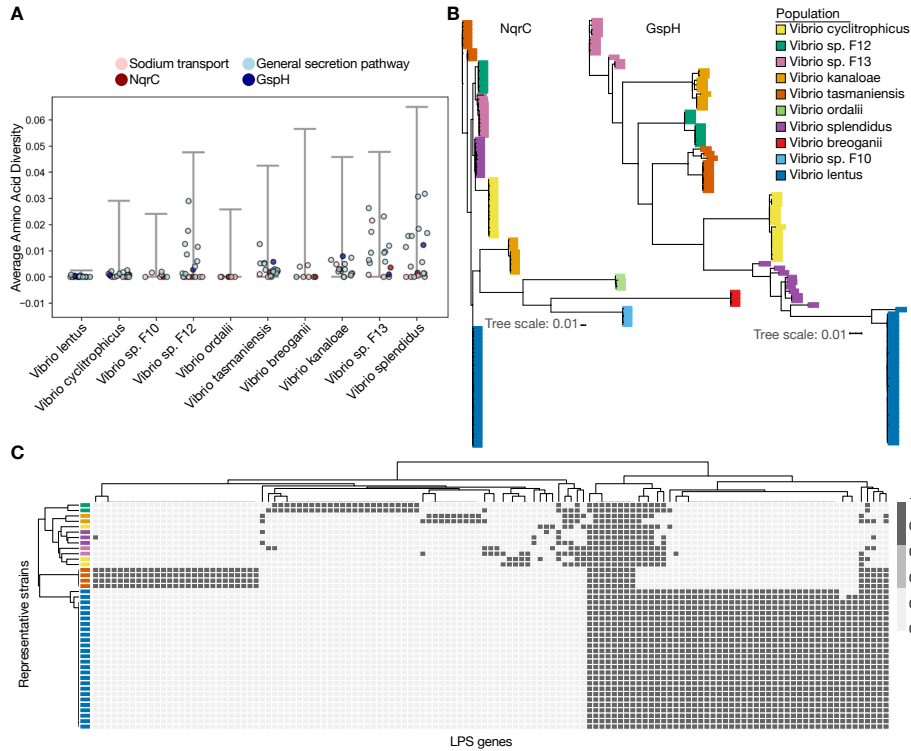 A
Sodium transport
General secretion pathway
NqrC
GspH
Average Amino Acid Diversity
0.06
0.05
0.04
0.03
0.02
0.01
0.00
−0.01
Vibrio lentus
Vibrio cyclitrophicus
Vibrio sp. F10
Vibrio sp. F12
Vibrio ordalii
Vibrio tasmaniensis
Vibrio breoganii
Vibrio kanaloae
Vibrio sp. F13
Vibrio splendidus
B
NqrC
GspH
Tree scale: 0.01
Tree scale: 0.01
Population
Vibrio cyclitrophicus
Vibrio sp. F12
Vibrio sp. F13
Vibrio kanaloae
Vibrio tasmaniensis
Vibrio ordalii
Vibrio splendidus
Vibrio breoganii
Vibrio sp. F10
Vibrio lentus
C
Representative strains
LPS genes